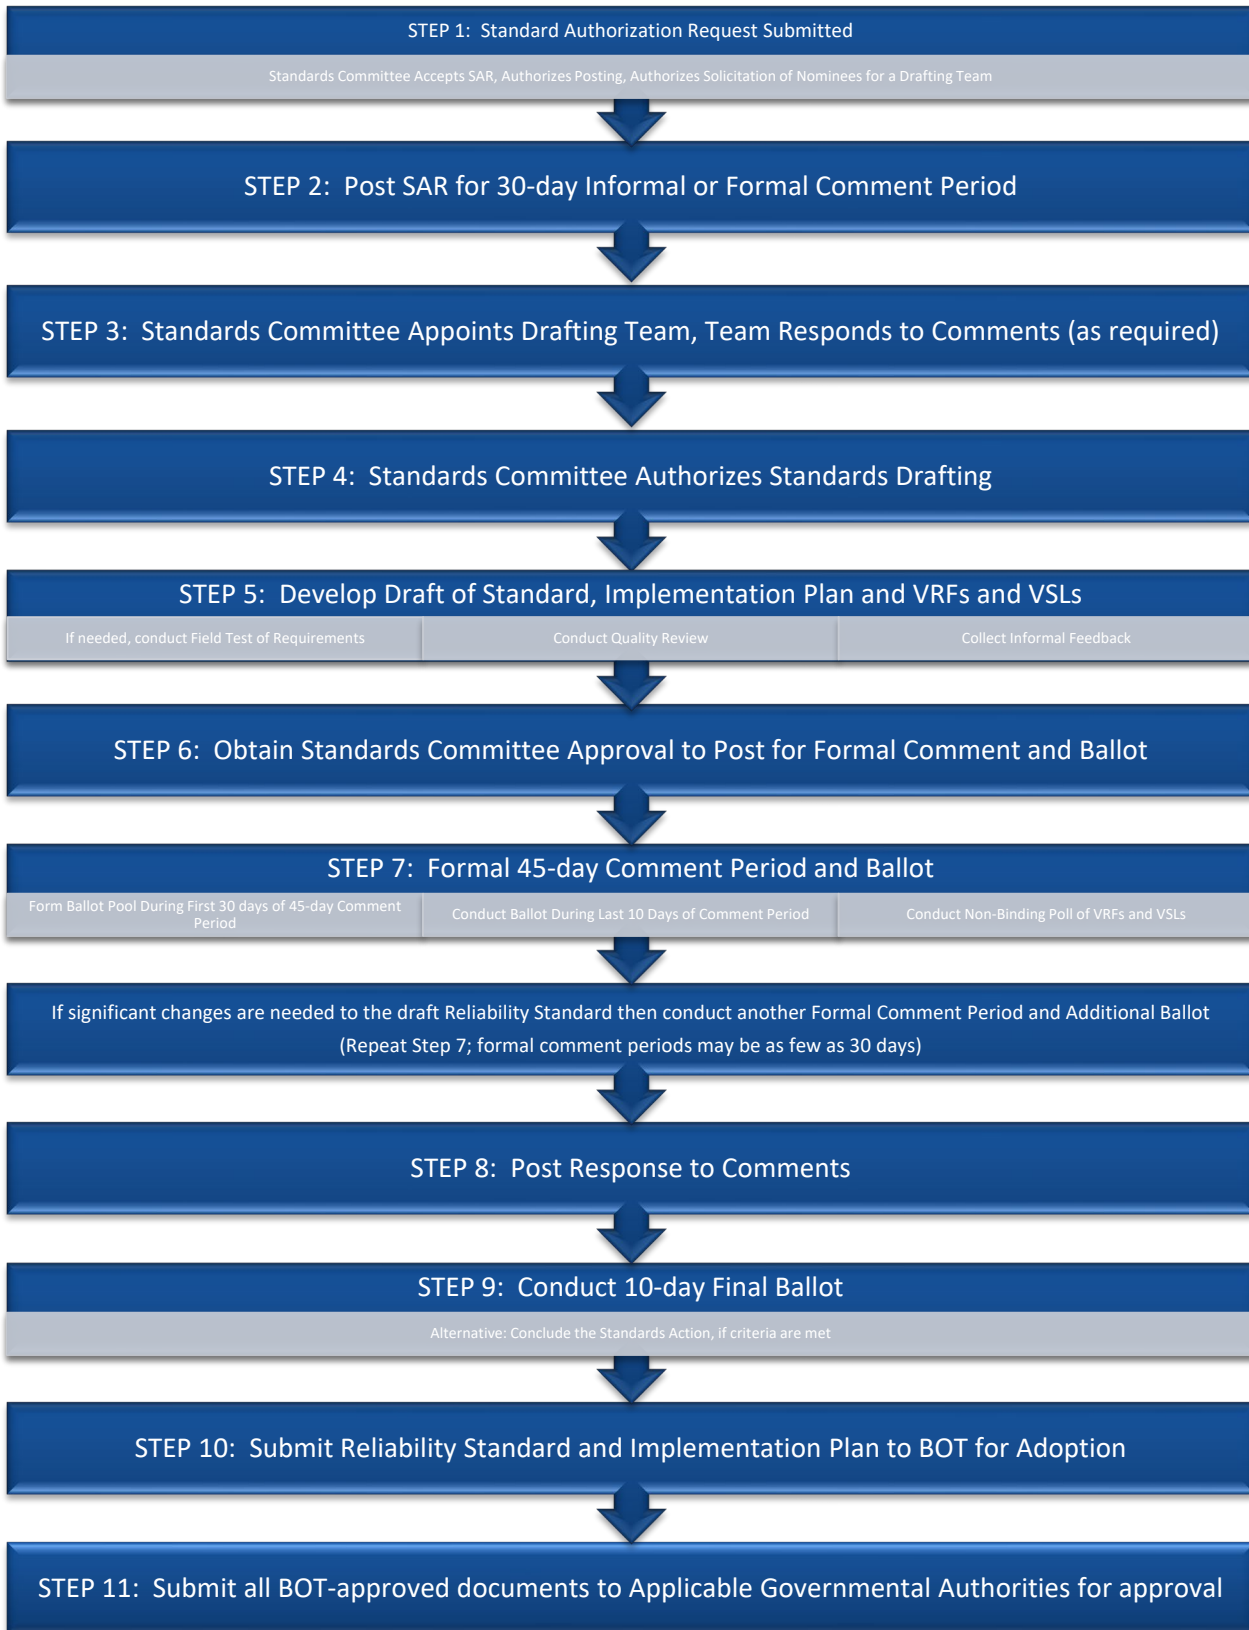 STEP 1: Standard Authorization Request Submitted
Standards Committee Accepts SAR, Authorizes Posting, Authorizes Solicitation of Nominees for a Drafting Team
STEP 2: Post SAR for 30-day Informal or Formal Comment Period
STEP 3: Standards Committee Appoints Drafting Team, Team Responds to Comments (as required)
STEP 4: Standards Committee Authorizes Standards Drafting
STEP 5: Develop Draft of Standard, Implementation Plan and VRFs and VSLs
If needed, conduct Field Test of Requirements
Conduct Quality Review
Collect Informal Feedback
STEP 6: Obtain Standards Committee Approval to Post for Formal Comment and Ballot
STEP 7: Formal 45-day Comment Period and Ballot
Form Ballot Pool During First 30 days of 45-day Comment
Period
Conduct Ballot During Last 10 Days of Comment Period
Conduct Non-Binding Poll of VRFs and VSLs
If significant changes are needed to the draft Reliability Standard then conduct another Formal Comment Period and Additional Ballot
(Repeat Step 7; formal comment periods may be as few as 30 days)
STEP 8: Post Response to Comments
STEP 9: Conduct 10-day Final Ballot
Alternative: Conclude the Standards Action, if criteria are met
STEP 10: Submit Reliability Standard and Implementation Plan to BOT for Adoption
STEP 11: Submit all BOT-approved documents to Applicable Governmental Authorities for approval